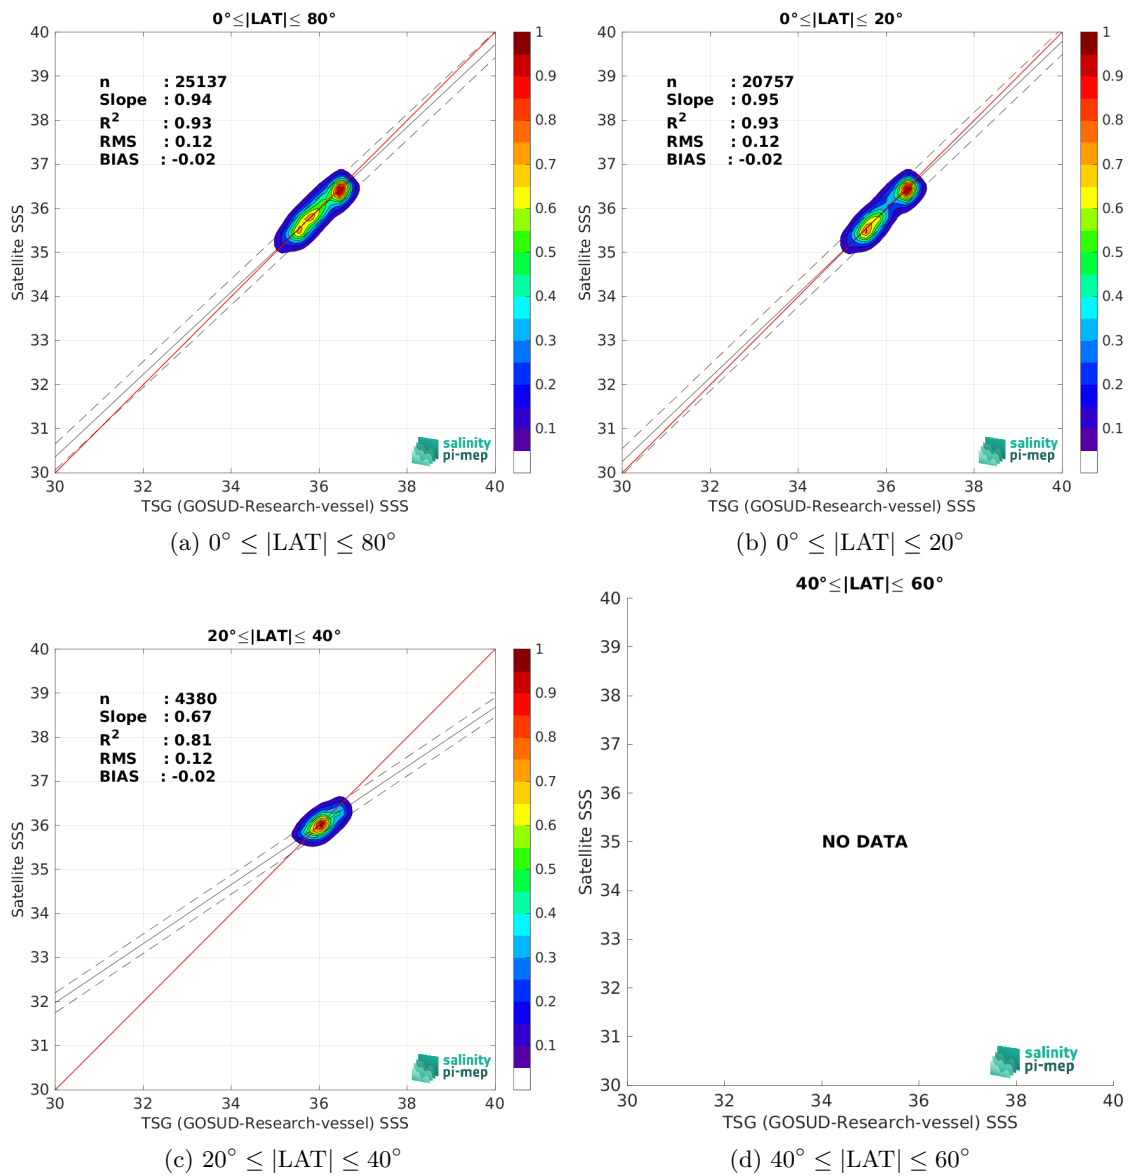 0°≤|LAT|≤ 80°
40
39
38
37
36
35
34
33
32
31
30
Satellite SSS
n : 25137
Slope : 0.94
R2 : 0.93
RMS : 0.12
BIAS : -0.02
salinity
pi-mep
30 32 34 36 38 40
TSG (GOSUD-Research-vessel) SSS
1
0.9
0.8
0.7
0.6
0.5
0.4
0.3
0.2
0.1
(a) 0° ≤ |LAT| ≤ 80°
0°≤|LAT|≤ 20°
40
39
38
37
36
35
34
33
32
31
30
Satellite SSS
n : 20757
Slope : 0.95
R2 : 0.93
RMS : 0.12
BIAS : -0.02
salinity
pi-mep
30 32 34 36 38 40
TSG (GOSUD-Research-vessel) SSS
1
0.9
0.8
0.7
0.6
0.5
0.4
0.3
0.2
0.1
(b) 0° ≤ |LAT| ≤ 20°
20°≤|LAT|≤ 40°
40
39
38
37
36
35
34
33
32
31
30
Satellite SSS
n : 4380
Slope : 0.67
R2 : 0.81
RMS : 0.12
BIAS : -0.02
salinity
pi-mep
30 32 34 36 38 40
TSG (GOSUD-Research-vessel) SSS
1
0.9
0.8
0.7
0.6
0.5
0.4
0.3
0.2
0.1
(c) 20° ≤ |LAT| ≤ 40°
40°≤|LAT|≤ 60°
40
39
38
37
36
35
34
33
32
31
30
Satellite SSS
NO DATA
salinity
pi-mep
30 32 34 36 38 40
TSG (GOSUD-Research-vessel) SSS
(d) 40° ≤ |LAT| ≤ 60°